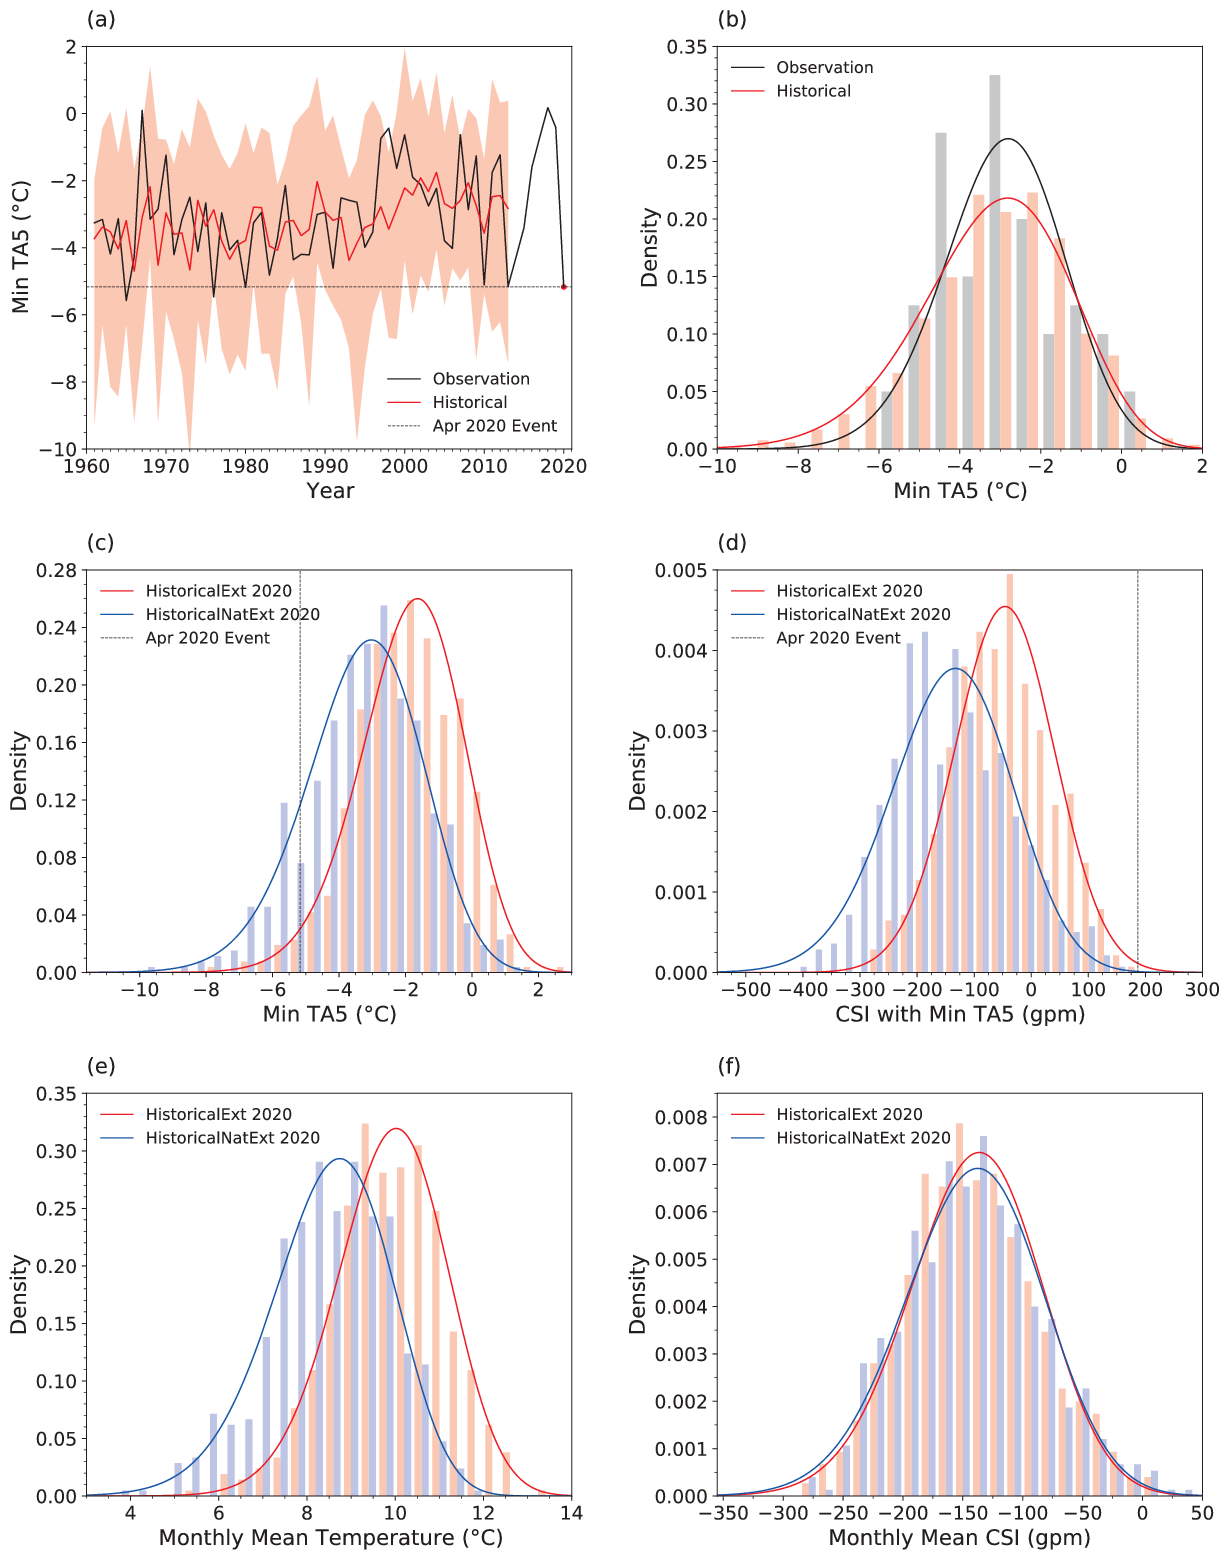 (a)
2
0
−2
−4
−6
−8
−10
Min TA5 (°C)
Observation
Historical
Apr 2020 Event
1960 1970 1980 1990 2000 2010 2020
Year
(b)
0.35
0.30
0.25
0.20
0.15
0.10
0.05
0.00
Density
Observation
Historical
−10 −8 −6 −4 −2 0 2
Min TA5 (°C)
(c)
0.28
0.24
0.20
0.16
0.12
0.08
0.04
0.00
Density
HistoricalExt 2020
HistoricalNatExt 2020
Apr 2020 Event
−10 −8 −6 −4 −2 0 2
Min TA5 (°C)
(d)
0.005
0.004
0.003
0.002
0.001
0.000
Density
HistoricalExt 2020
HistoricalNatExt 2020
Apr 2020 Event
−500 −400 −300 −200 −100 0 100 200 300
CSI with Min TA5 (gpm)
(e)
0.35
0.30
0.25
0.20
0.15
0.10
0.05
0.00
Density
HistoricalExt 2020
HistoricalNatExt 2020
4 6 8 10 12 14
Monthly Mean Temperature (°C)
(f)
0.008
0.007
0.006
0.005
0.004
0.003
0.002
0.001
0.000
Density
HistoricalExt 2020
HistoricalNatExt 2020
−350 −300 −250 −200 −150 −100 −50 0 50
Monthly Mean CSI (gpm)